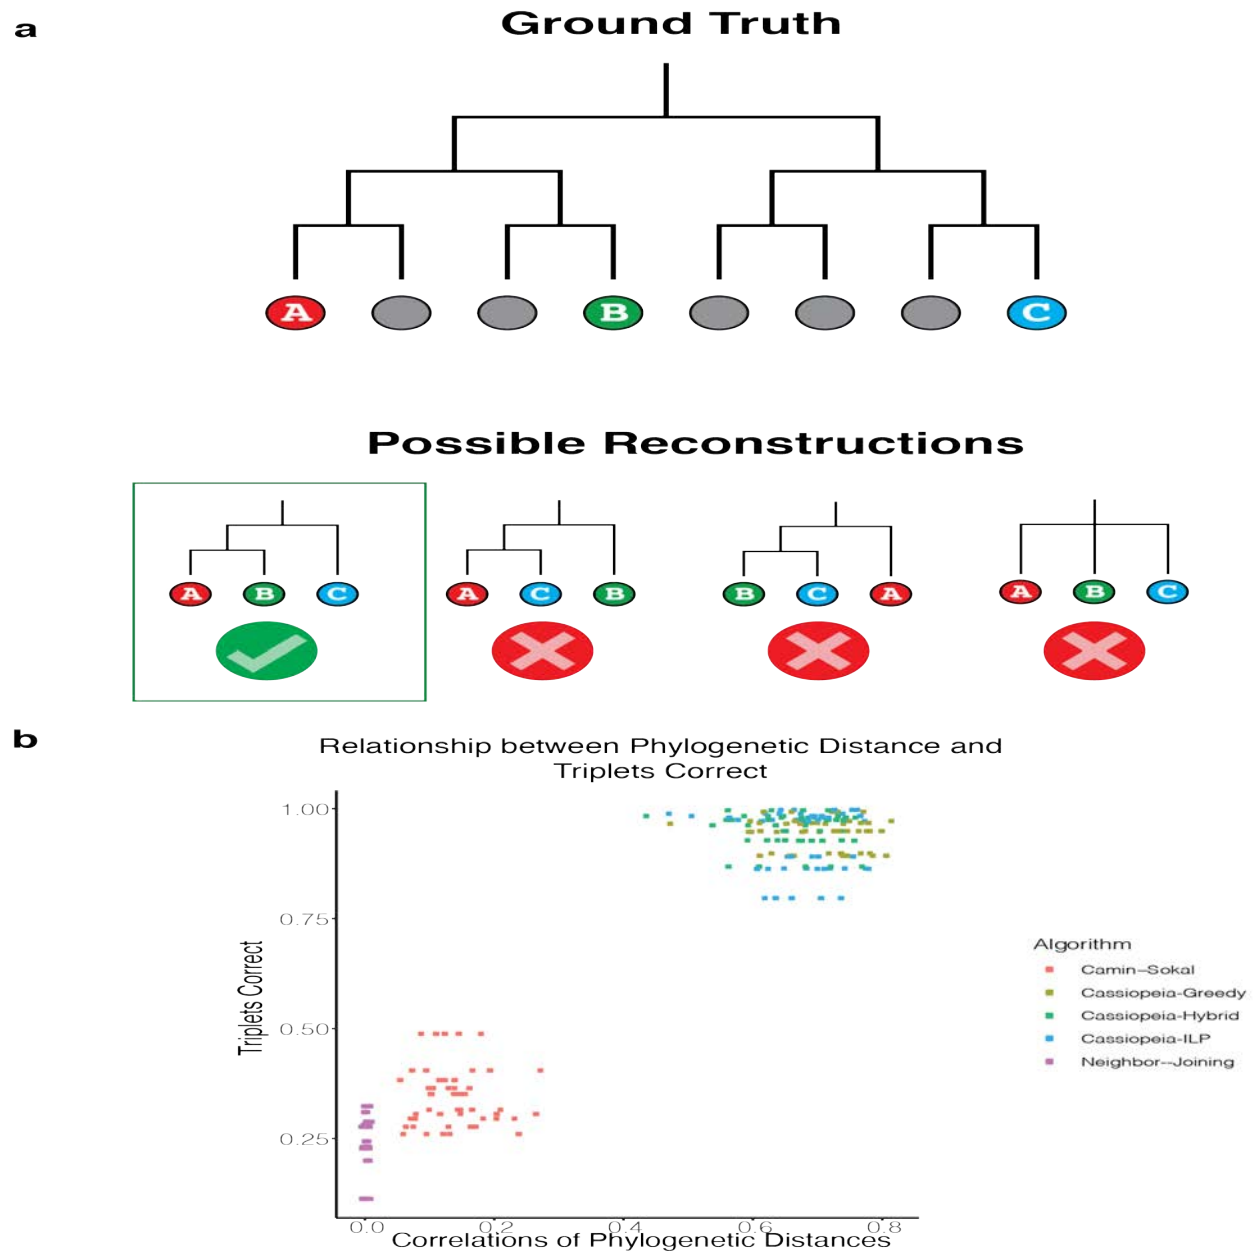 a
Ground Truth
A B C
Possible Reconstructions
A B C
A C B
B C A
A B C
b
Relationship between Phylogenetic Distance and
Triplets Correct
1.00
0.75
0.50
0.25
Triplets Correct
0.0 0.2 0.4 0.6 0.8
Correlations of Phylogenetic Distances
Algorithm
Camin–Sokal
Cassiopeia-Greedy
Cassiopeia-Hybrid
Cassiopeia-ILP
Neighbor--Joining